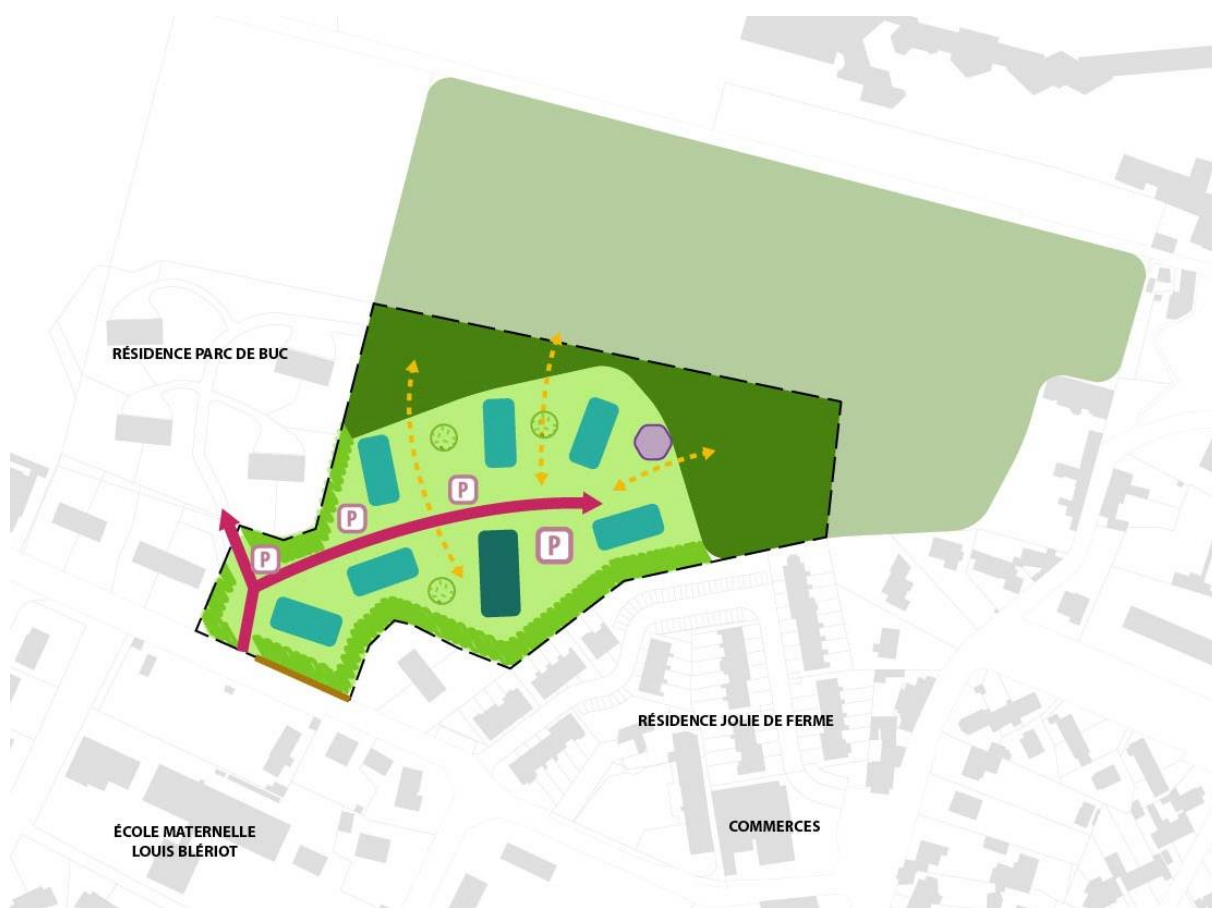 RÉSIDENCE PARC DE BUC
P
P
P
P
RÉSIDENCE JOLIE DE FERME
COMMERCES
ÉCOLE MATERNELLE
LOUIS BLÉRIOT